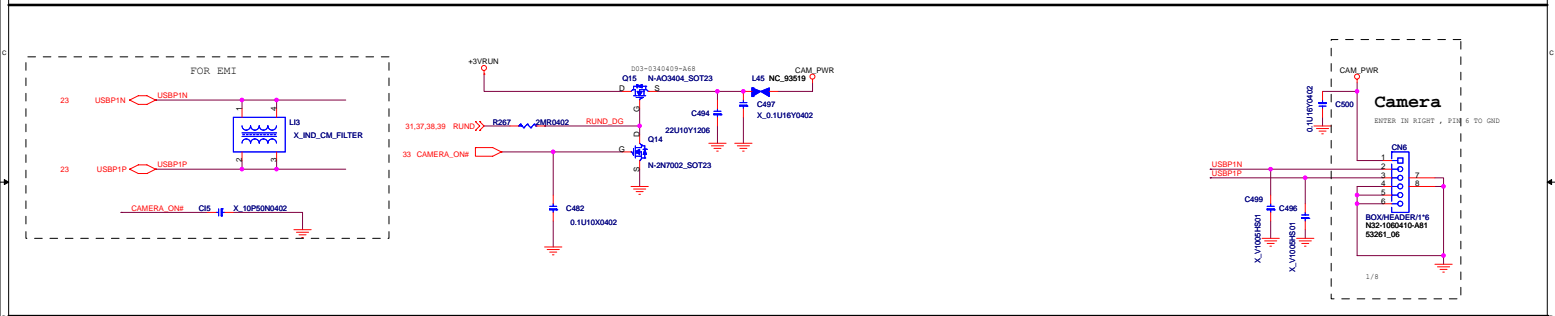 C
C
FOR EMI
23 USBP1N USBP1N
1 4
LI3
X_IND_CM_FILTER
2 3
23 USBP1P USBP1P
CAMERA_ON# CI5 X_10P50N0402
+3VRUN
D03-0340409-A68
Q15 N-AO3404_SOT23
D S
G
L45 NC_93519
CAM_PWR
C494
22U10Y1206
C497
X_0.1U16Y0402
31,37,38,39 RUND R267 2MR0402 RUND_DG
D
Q14
33 CAMERA_ON# G
S
N-2N7002_SOT23
C482
0.1U10X0402
CAM_PWR
C500
0.1U16Y0402
Camera
ENTER IN RIGHT , PIN 6 TO GND
CN6
USBP1N
USBP1P
1
2
3
4
5
6
7
8
C499
X_V1005HS01
C496
X_V1005HS01
BOX/HEADER/1*6
N32-1060410-A81
53261_06
1/8